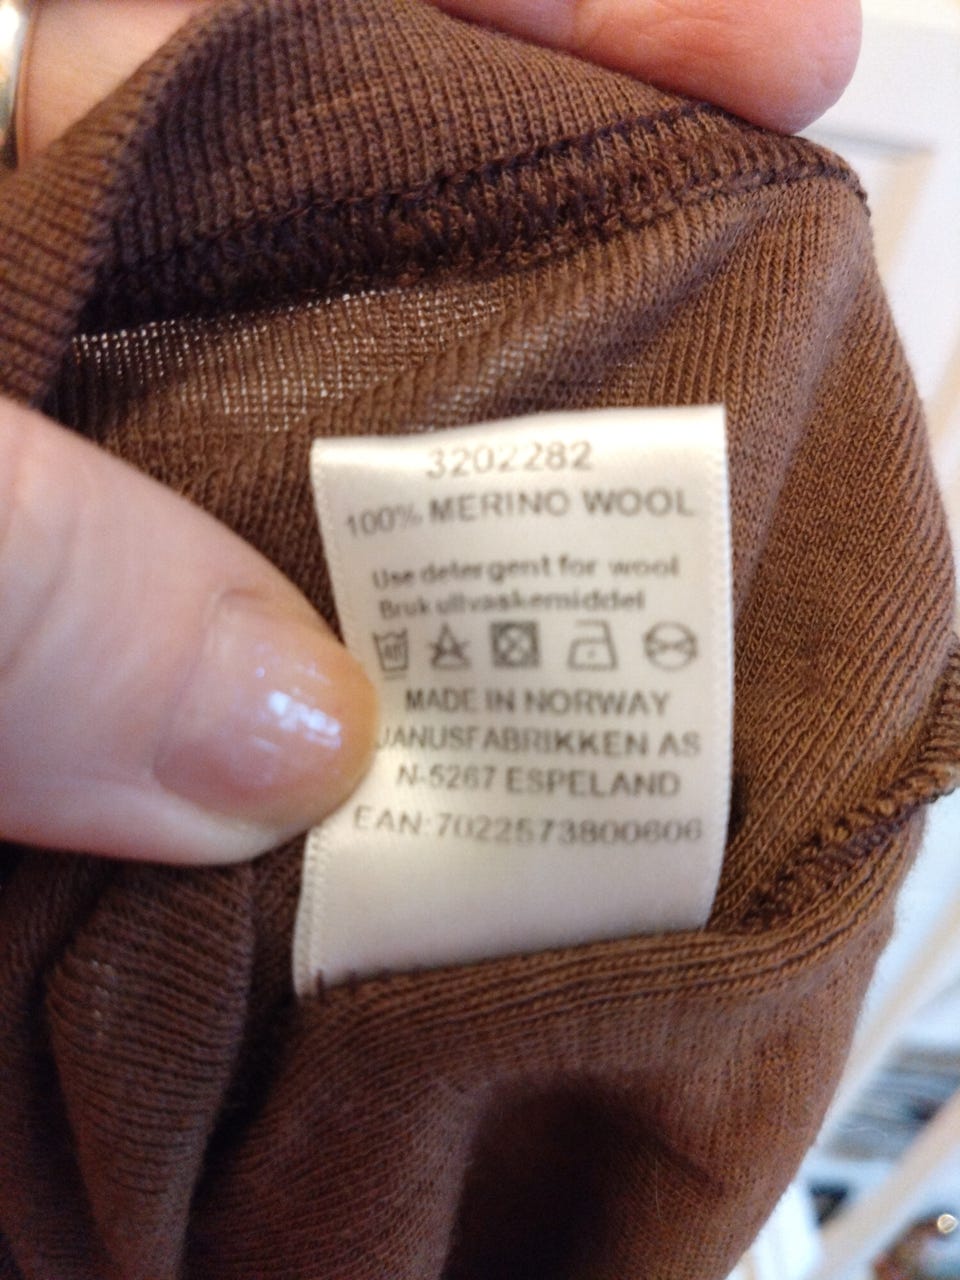 3202282
100% MERINO WOOL
Use detergent for wool
Bruk ullvaskemiddel
40
MADE IN NORWAY
JANUSFABRIKKEN AS
N-5267 ESPELAND
EAN:7022573800606